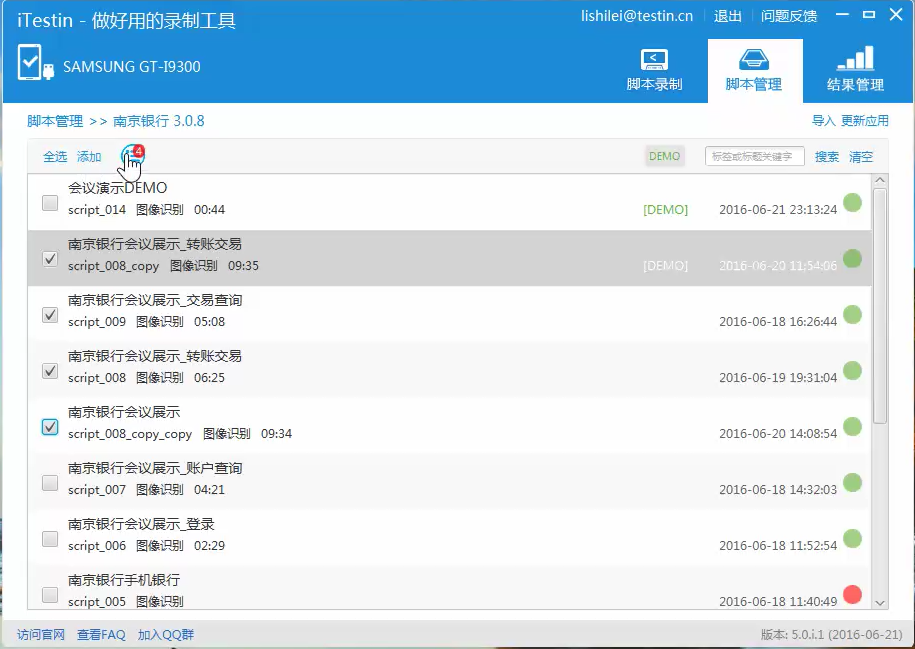 iTestin - 做好用的录制工具
lishilei@testin.cn 退出 问题反馈
SAMSUNG GT-I9300
脚本录制 脚本管理 结果管理
脚本管理 >> 南京银行 3.0.8
导入 更新应用
全选 添加 4 DEMO 标签或标题关键字 搜索 清空
会议演示DEMO
script_014 图像识别 00:44 [DEMO] 2016-06-21 23:13:24
南京银行会议展示_转账交易
script_008_copy 图像识别 09:35 [DEMO] 2016-06-20 11:54:06
南京银行会议展示_交易查询
script_009 图像识别 05:08 2016-06-18 16:26:44
南京银行会议展示_转账交易
script_008 图像识别 06:25 2016-06-19 19:31:04
南京银行会议展示
script_008_copy_copy 图像识别 09:34 2016-06-20 14:08:54
南京银行会议展示_账户查询
script_007 图像识别 04:21 2016-06-18 14:32:03
南京银行会议展示_登录
script_006 图像识别 02:29 2016-06-18 11:52:54
南京银行手机银行
script_005 图像识别 2016-06-18 11:40:49
访问官网 查看FAQ 加入QQ群
版本: 5.0.i.1 (2016-06-21)